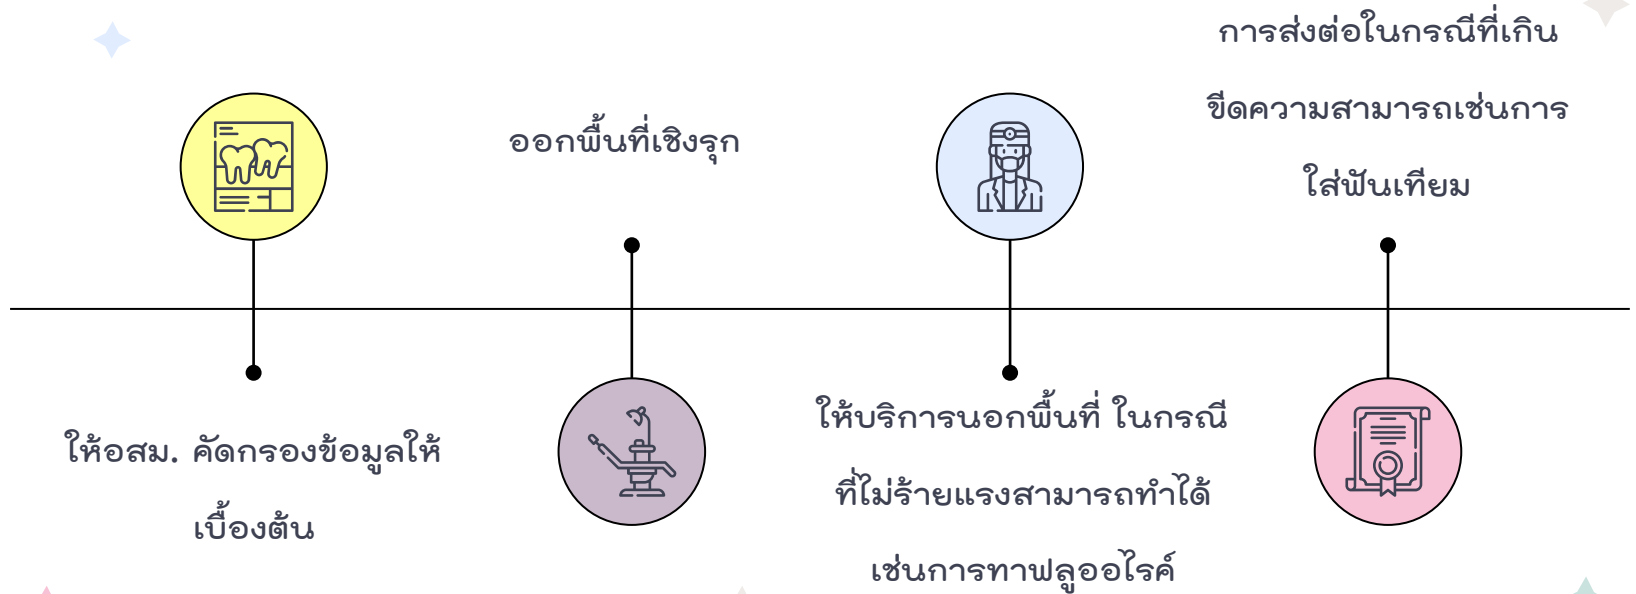 ให้อสม. คัดกรองข้อมูลให้
เบื้องต้น
ออกพื้นที่เชิงรุก
ให้บริการนอกพื้นที่ ในกรณี
ที่ไม่ร้ายแรงสามารถทำได้
เช่นการทาฟลูออไรค์
การส่งต่อในกรณีที่เกิน
ขีดความสามารถเช่นการ
ใส่ฟันเทียม